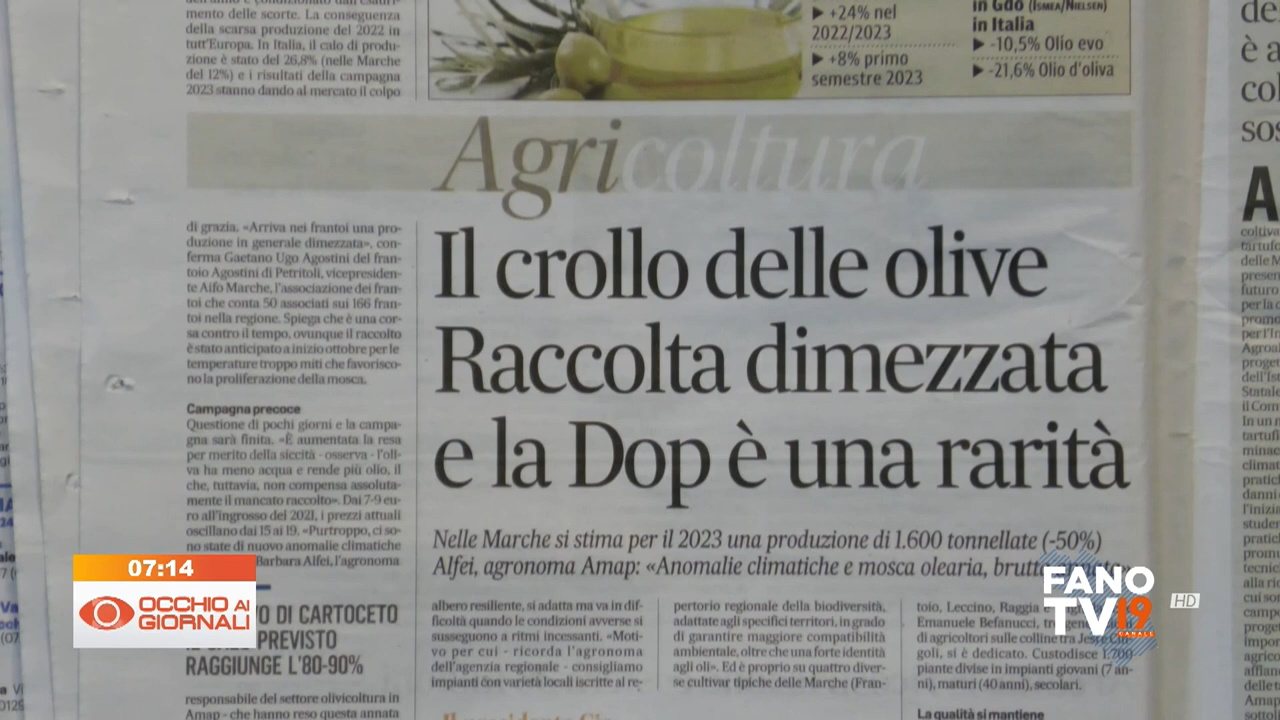 mento delle scorte. La conseguenza
della scarsa produzione del 2022 in
tutt'Europa. In Italia, il calo di produ-
zione è stato del 26,8% (nelle Marche
del 12%) e i risultati della campagna
2023 stanno dando al mercato il colpo
+24% nel
2022/2023
+8% primo
semestre 2023
in Gdo (ISMEA/NIELSEN)
in Italia
-10,5% Olio evo
-21,6% Olio d'oliva
Agricoltura
di grazia. «Arriva nei frantoi una pro-
duzione in generale dimezzata», con-
ferma Gaetano Ugo Agostini del fran-
toio Agostini di Petritoli, vicepresiden-
te Aifo Marche, l'associazione dei fran-
toi che conta 50 associati sui 166 fran-
toi nella regione. Spiega che è una cor-
sa contro il tempo, ovunque il raccolto
è stato anticipato a inizio ottobre per le
temperature troppo miti che favorisco-
no la proliferazione della mosca.
Campagna precoce
Questione di pochi giorni e la campa-
gna sarà finita. «È aumentata la resa
per merito della siccità - osserva - l'oli-
va ha meno acqua e rende più olio, il
che, tuttavia, non compensa assoluta-
mente il mancato raccolto». Dai 7-9 eu-
ro all'ingrosso del 2021, i prezzi attuali
oscillano dai 15 ai 19. «Purtroppo, ci so-
no state di nuovo anomalie climatiche
Barbara Alfei, l'agronoma
O DI CARTOCETO
PREVISTO
RAGGIUNGE L'80-90%
responsabile del settore olivicoltura in
Amap - che hanno reso questa annata
Il crollo delle olive
Raccolta dimezzata
e la Dop è una rarità
Nelle Marche si stima per il 2023 una produzione di 1.600 tonnellate (-50%)
Alfei, agronoma Amap: «Anomalie climatiche e mosca olearia,
albero resiliente, si adatta ma va in dif-
ficoltà quando le condizioni avverse si
susseguono a ritmi incessanti. «Moti-
vo per cui - ricorda l'agronoma
dell'agenzia regionale - consigliamo
impianti con varietà locali iscritte al re-
pertorio regionale della biodiversità,
adattate agli specifici territori, in grado
di garantire maggiore compatibilità
ambientale, oltre che una forte identità
agli oli». Ed è proprio su quattro diver-
se cultivar tipiche delle Marche (Fran-
toio, Leccino, Raggia e
Emanuele Befanucci,
di agricoltori sulle colline tra Jesi e Cin-
goli, si è dedicato. Custodisce 1.700
piante divise in impianti giovani (7 an-
ni), maturi (40 anni), secolari.
La qualità si mantiene
07:14
OCCHIO AI
GIORNALI
FANO
TV19
CANALE
HD